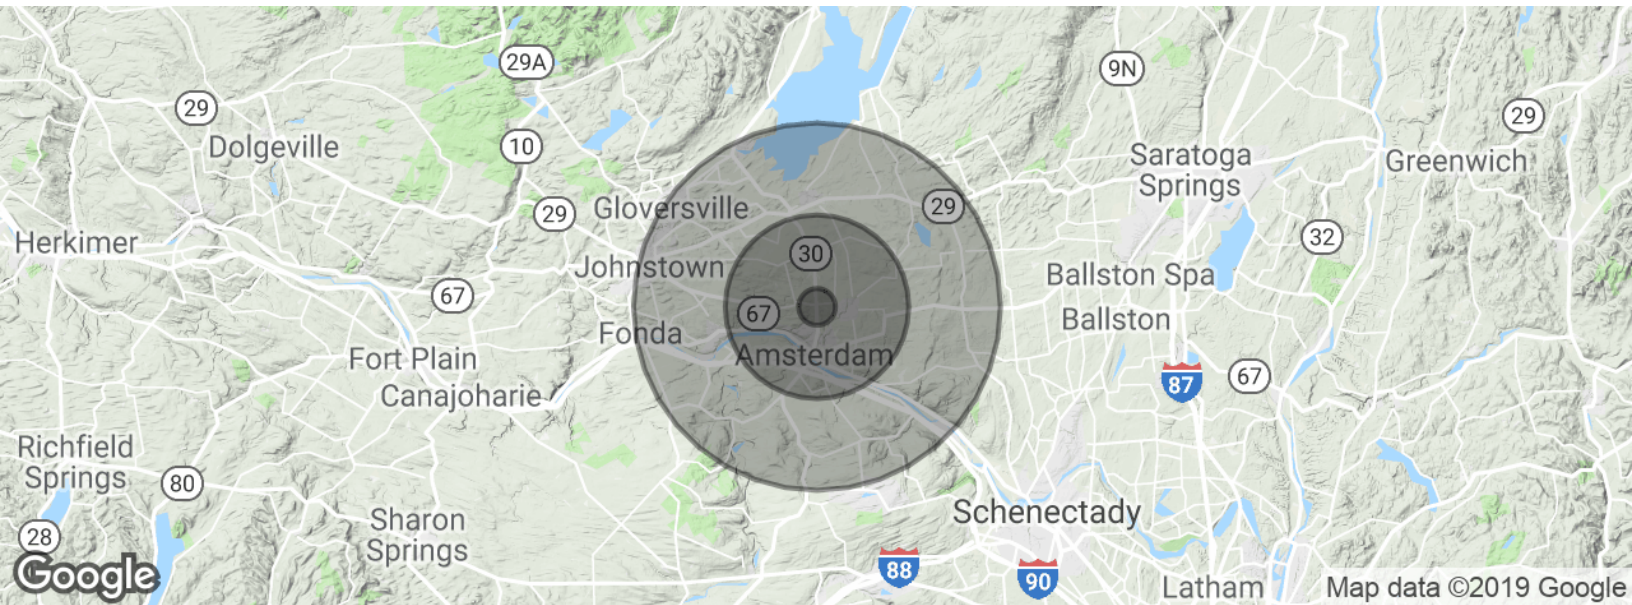 29A
9N
29
29
Dolgeville
10
Saratoga
Springs
Greenwich
29
Gloversville
29
Herkimer
30
32
Johnstown
Ballston Spa
67
67
Ballston
Fonda
Amsterdam
Fort Plain
87
67
Canajoharie
Richfield
Springs
80
Schenectady
Sharon
Springs
28
88
90
Latham
Google
Map data ©2019 Google